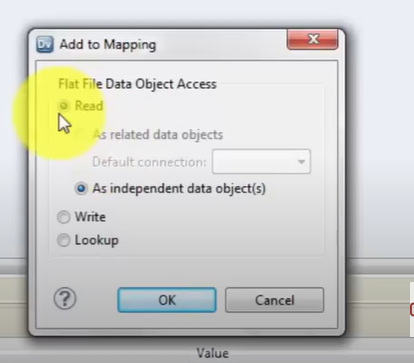 Dv Add to Mapping
Flat File Data Object Access
Read
As related data objects
Default connection:
As independent data object(s)
Write
Lookup
?
OK
Cancel
Value